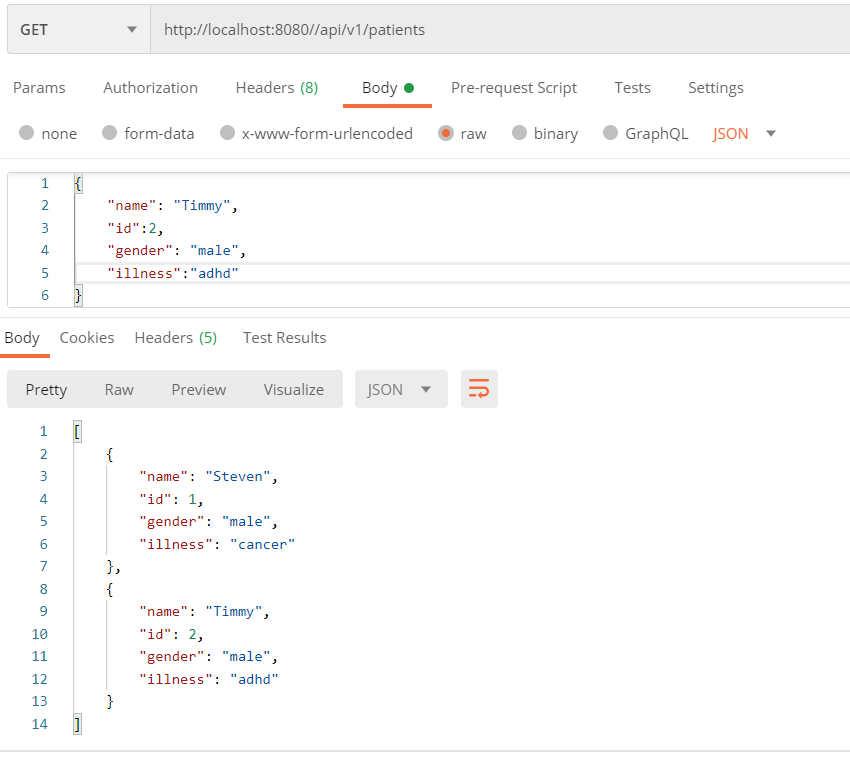 GET http://localhost:8080//api/v1/patients
Params Authorization Headers (8) Body Pre-request Script Tests Settings
none form-data x-www-form-urlencoded raw binary GraphQL JSON
1 {
2 "name": "Timmy",
3 "id":2,
4 "gender": "male",
5 "illness":"adhd"
6 }
Body Cookies Headers (5) Test Results
Pretty Raw Preview Visualize JSON
1 [
2 {
3 "name": "Steven",
4 "id": 1,
5 "gender": "male",
6 "illness": "cancer"
7 },
8 {
9 "name": "Timmy",
10 "id": 2,
11 "gender": "male",
12 "illness": "adhd"
13 }
14 ]